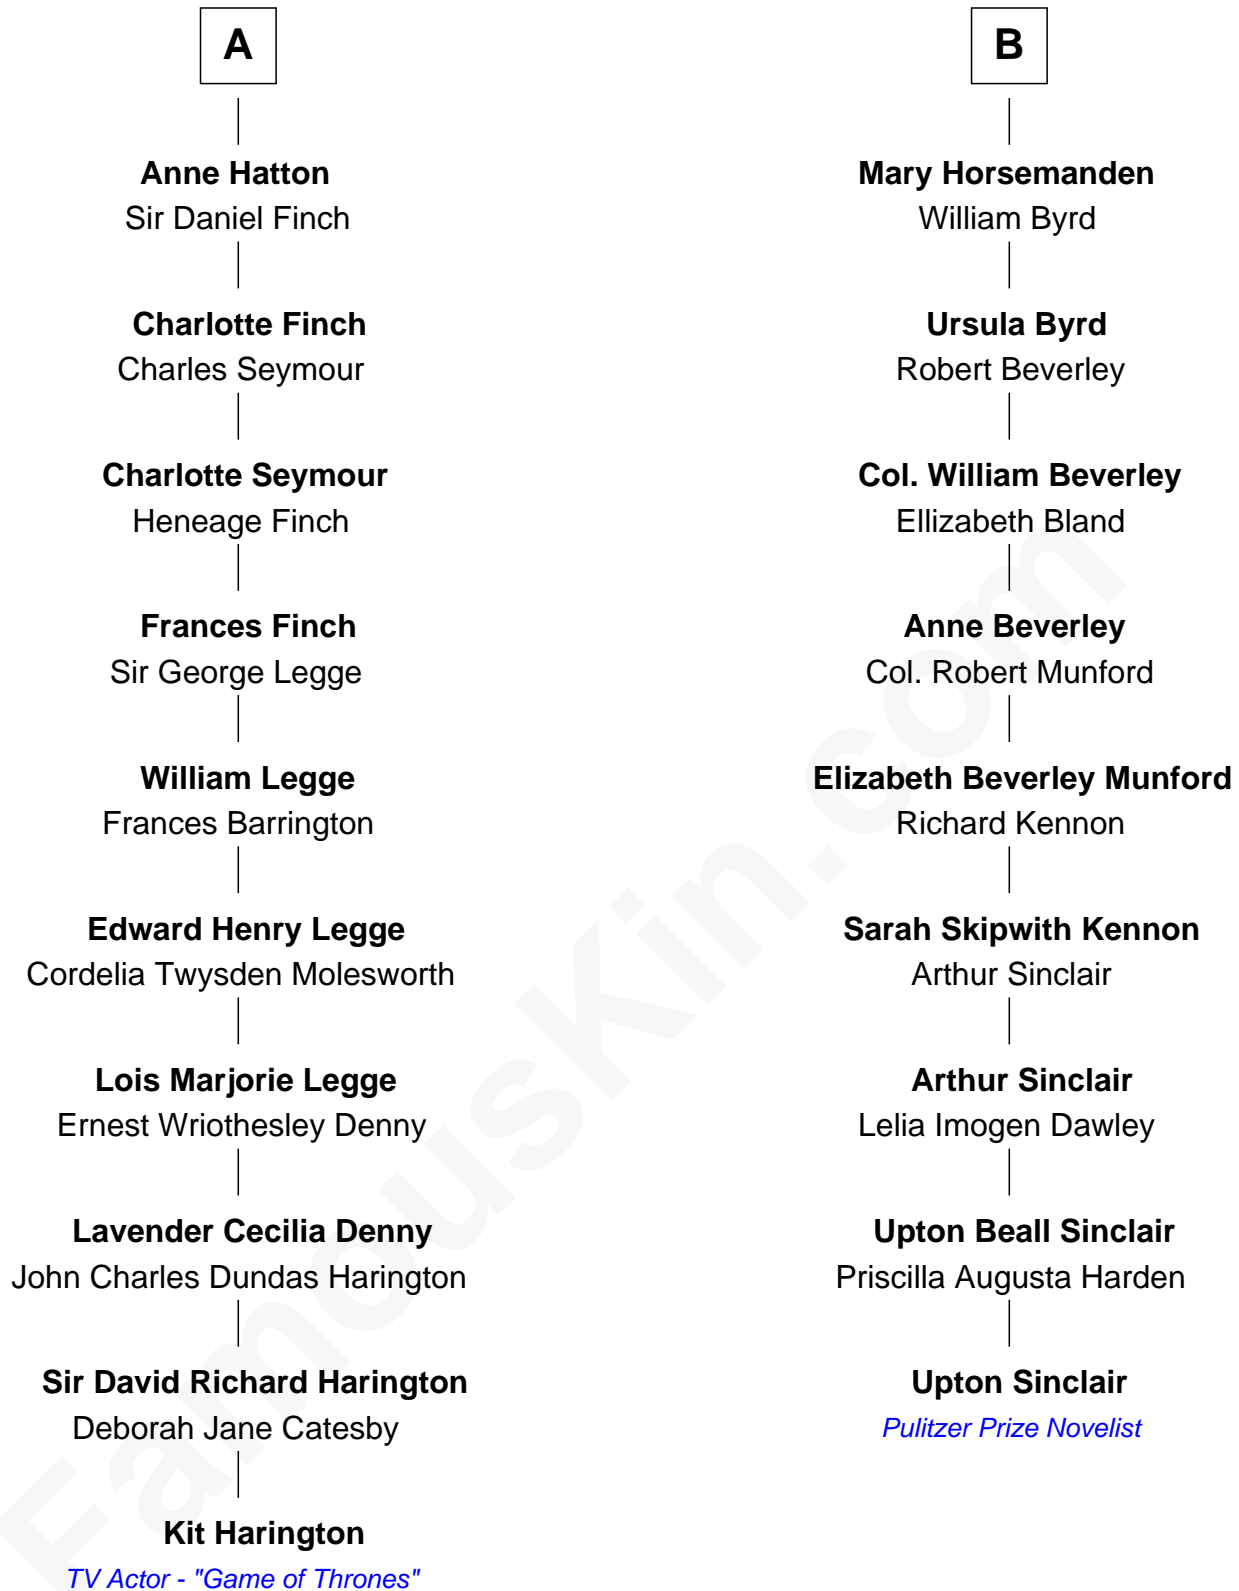 A
Anne Hatton
Sir Daniel Finch
Charlotte Finch
Charles Seymour
Charlotte Seymour
Heneage Finch
Frances Finch
Sir George Legge
William Legge
Frances Barrington
Edward Henry Legge
Cordelia Twysden Molesworth
Lois Marjorie Legge
Ernest Wriothesley Denny
Lavender Cecilia Denny
John Charles Dundas Harington
Sir David Richard Harington
Deborah Jane Catesby
Kit Harington
TV Actor - "Game of Thrones"
B
Mary Horsemanden
William Byrd
Ursula Byrd
Robert Beverley
Col. William Beverley
Ellizabeth Bland
Anne Beverley
Col. Robert Munford
Elizabeth Beverley Munford
Richard Kennon
Sarah Skipwith Kennon
Arthur Sinclair
Arthur Sinclair
Lelia Imogen Dawley
Upton Beall Sinclair
Priscilla Augusta Harden
Upton Sinclair
Pulitzer Prize Novelist
FamousKin.com